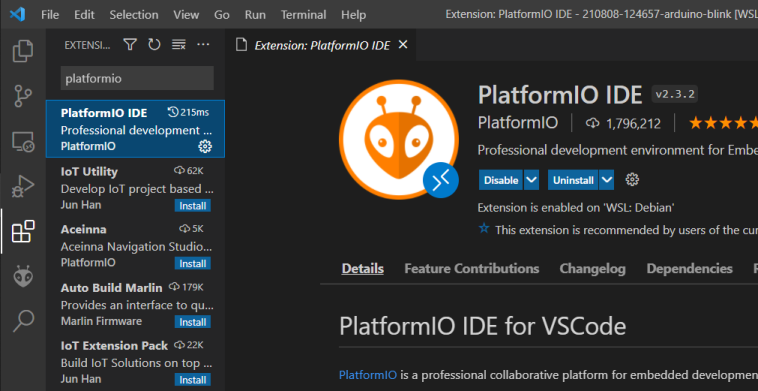 File Edit Selection View Go Run Terminal Help Extension: PlatformIO IDE - 210808-124657-arduino-blink [WSL:
EXTENSI... Extension: PlatformIO IDE
platformio
PlatformIO IDE 215ms
Professional development ...
PlatformIO
IoT Utility 62K
Develop IoT project based ...
Jun Han Install
Aceinna 5K
Aceinna Navigation Studio...
PlatformIO Install
Auto Build Marlin 179K
Provides an interface to qu...
Marlin Firmware Install
IoT Extension Pack 22K
Build IoT Solutions on top ...
Jun Han Install
PlatformIO IDE v2.3.2
PlatformIO 1,796,212
Professional development environment for Embe
Disable Uninstall
Extension is enabled on 'WSL: Debian'
This extension is recommended by users of the cur
Details Feature Contributions Changelog Dependencies R
PlatformIO IDE for VSCode
PlatformIO is a professional collaborative platform for embedded developmen